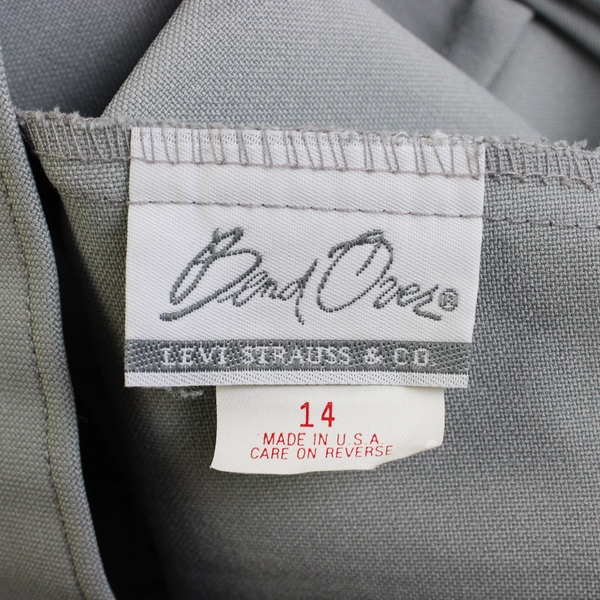 Bend Over®
LEVI STRAUSS & CO.
14
MADE IN U.S.A.
CARE ON REVERSE